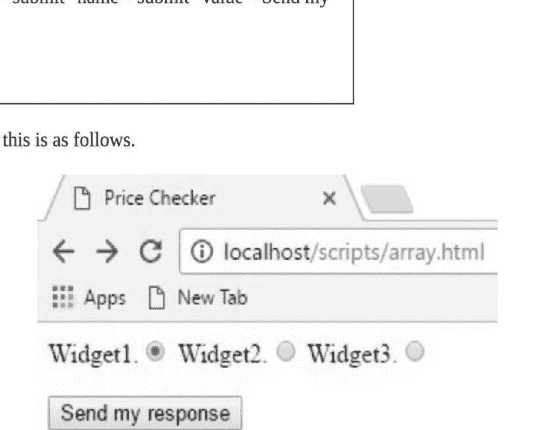 submit name submit value Send my
this is as follows.
Price Checker
localhost/scripts/array.html
Apps New Tab
Widget1. Widget2. Widget3.
Send my response